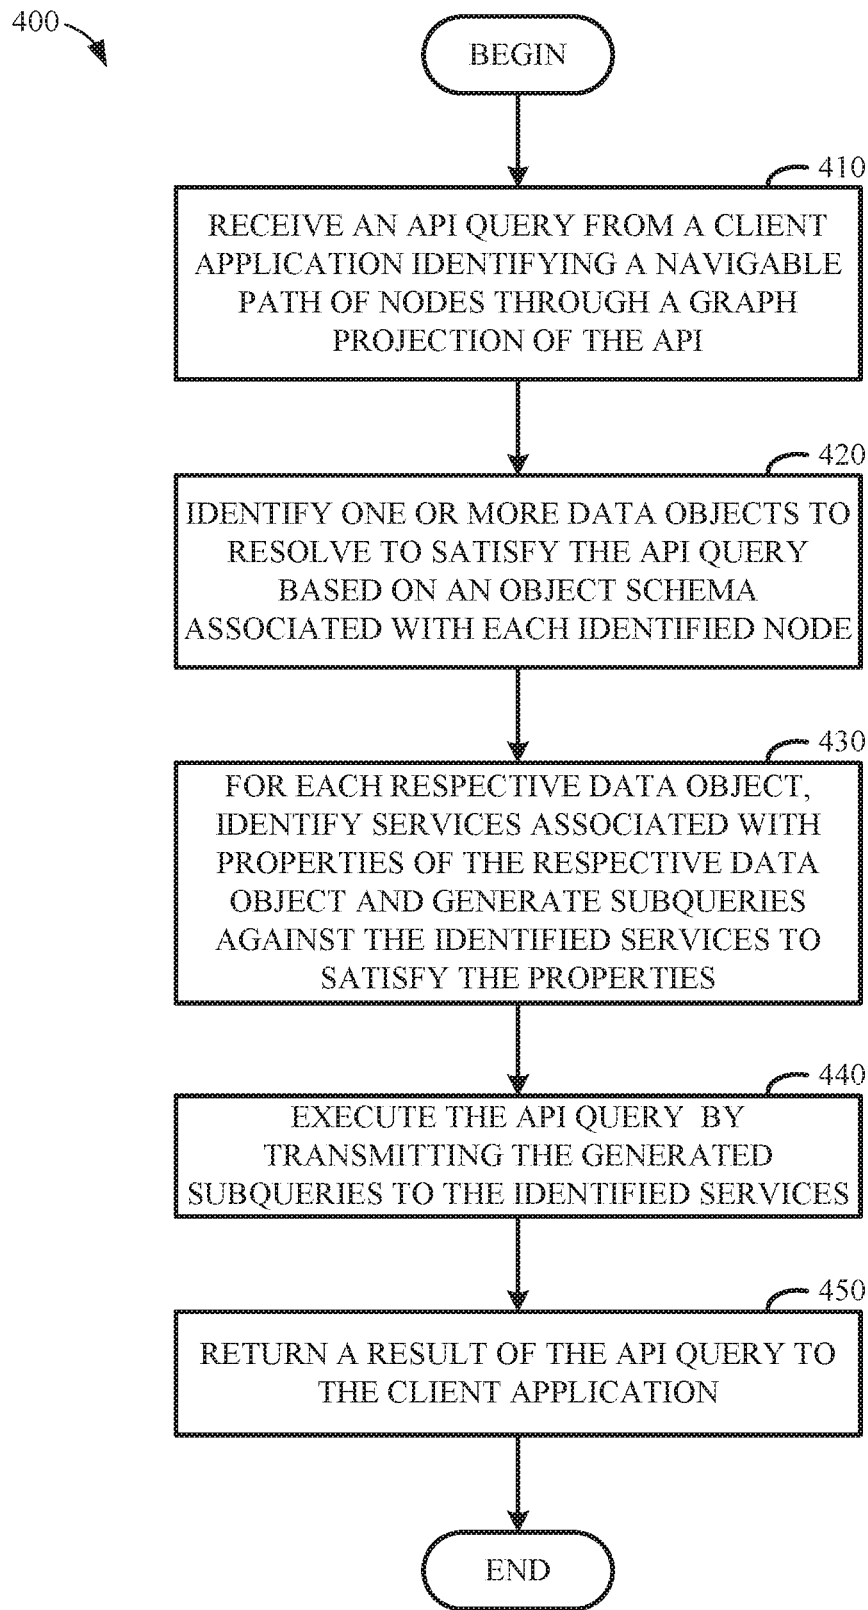 400
BEGIN
410
RECEIVE AN API QUERY FROM A CLIENT
APPLICATION IDENTIFYING A NAVIGABLE
PATH OF NODES THROUGH A GRAPH
PROJECTION OF THE API
420
IDENTIFY ONE OR MORE DATA OBJECTS TO
RESOLVE TO SATISFY THE API QUERY
BASED ON AN OBJECT SCHEMA
ASSOCIATED WITH EACH IDENTIFIED NODE
430
FOR EACH RESPECTIVE DATA OBJECT,
IDENTIFY SERVICES ASSOCIATED WITH
PROPERTIES OF THE RESPECTIVE DATA
OBJECT AND GENERATE SUBQUERIES
AGAINST THE IDENTIFIED SERVICES TO
SATISFY THE PROPERTIES
440
EXECUTE THE API QUERY BY
TRANSMITTING THE GENERATED
SUBQUERIES TO THE IDENTIFIED SERVICES
450
RETURN A RESULT OF THE API QUERY TO
THE CLIENT APPLICATION
END